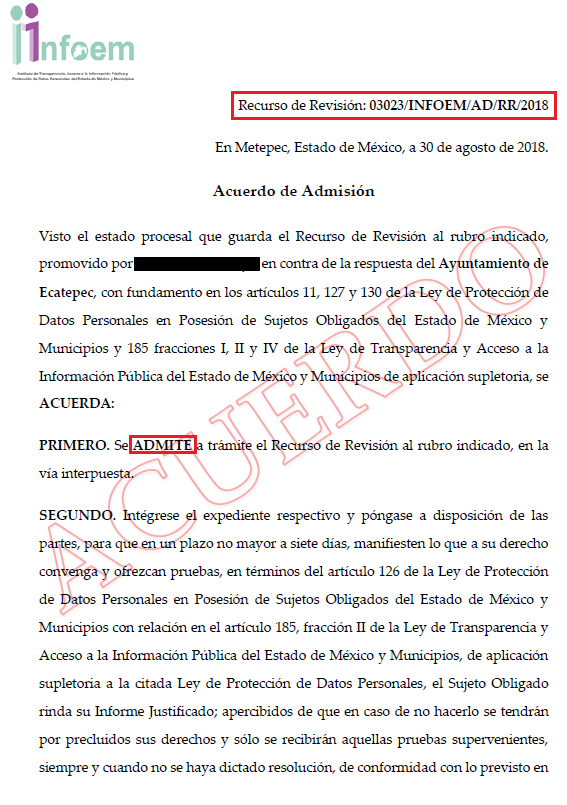 infoem
Instituto de Transparencia, Acceso a la Información Pública y
Protección de Datos Personales del Estado de México y Municipios
Recurso de Revisión: 03023/INFOEM/AD/RR/2018
En Metepec, Estado de México, a 30 de agosto de 2018.
Acuerdo de Admisión
Visto el estado procesal que guarda el Recurso de Revisión al rubro indicado,
promovido por en contra de la respuesta del Ayuntamiento de
Ecatepec, con fundamento en los artículos 11, 127 y 130 de la Ley de Protección de
Datos Personales en Posesión de Sujetos Obligados del Estado de México y
Municipios y 185 fracciones I, II y IV de la Ley de Transparencia y Acceso a la
Información Pública del Estado de México y Municipios de aplicación supletoria, se
ACUERDA:
PRIMERO. Se ADMITE a trámite el Recurso de Revisión al rubro indicado, en la
vía interpuesta.
SEGUNDO. Intégrese el expediente respectivo y póngase a disposición de las
partes, para que en un plazo no mayor a siete días, manifiesten lo que a su derecho
convenga y ofrezcan pruebas, en términos del artículo 126 de la Ley de Protección
de Datos Personales en Posesión de Sujetos Obligados del Estado de México y
Municipios con relación en el artículo 185, fracción II de la Ley de Transparencia y
Acceso a la Información Pública del Estado de México y Municipios, de aplicación
supletoria a la citada Ley de Protección de Datos Personales, el Sujeto Obligado
rinda su Informe Justificado; apercibidos de que en caso de no hacerlo se tendrán
por precluidos sus derechos y sólo se recibirán aquellas pruebas supervenientes,
siempre y cuando no se haya dictado resolución, de conformidad con lo previsto en
ACUERDO